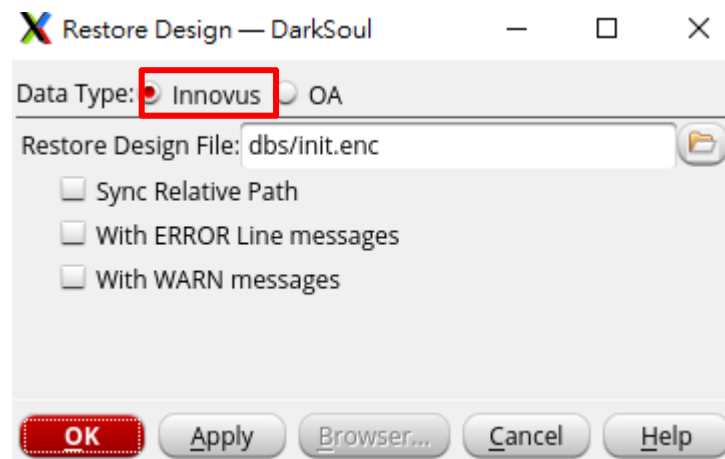 Restore Design — DarkSoul
Data Type: Innovus OA
Restore Design File: dbs/init.enc
Sync Relative Path
With ERROR Line messages
With WARN messages
OK Apply Browser... Cancel Help